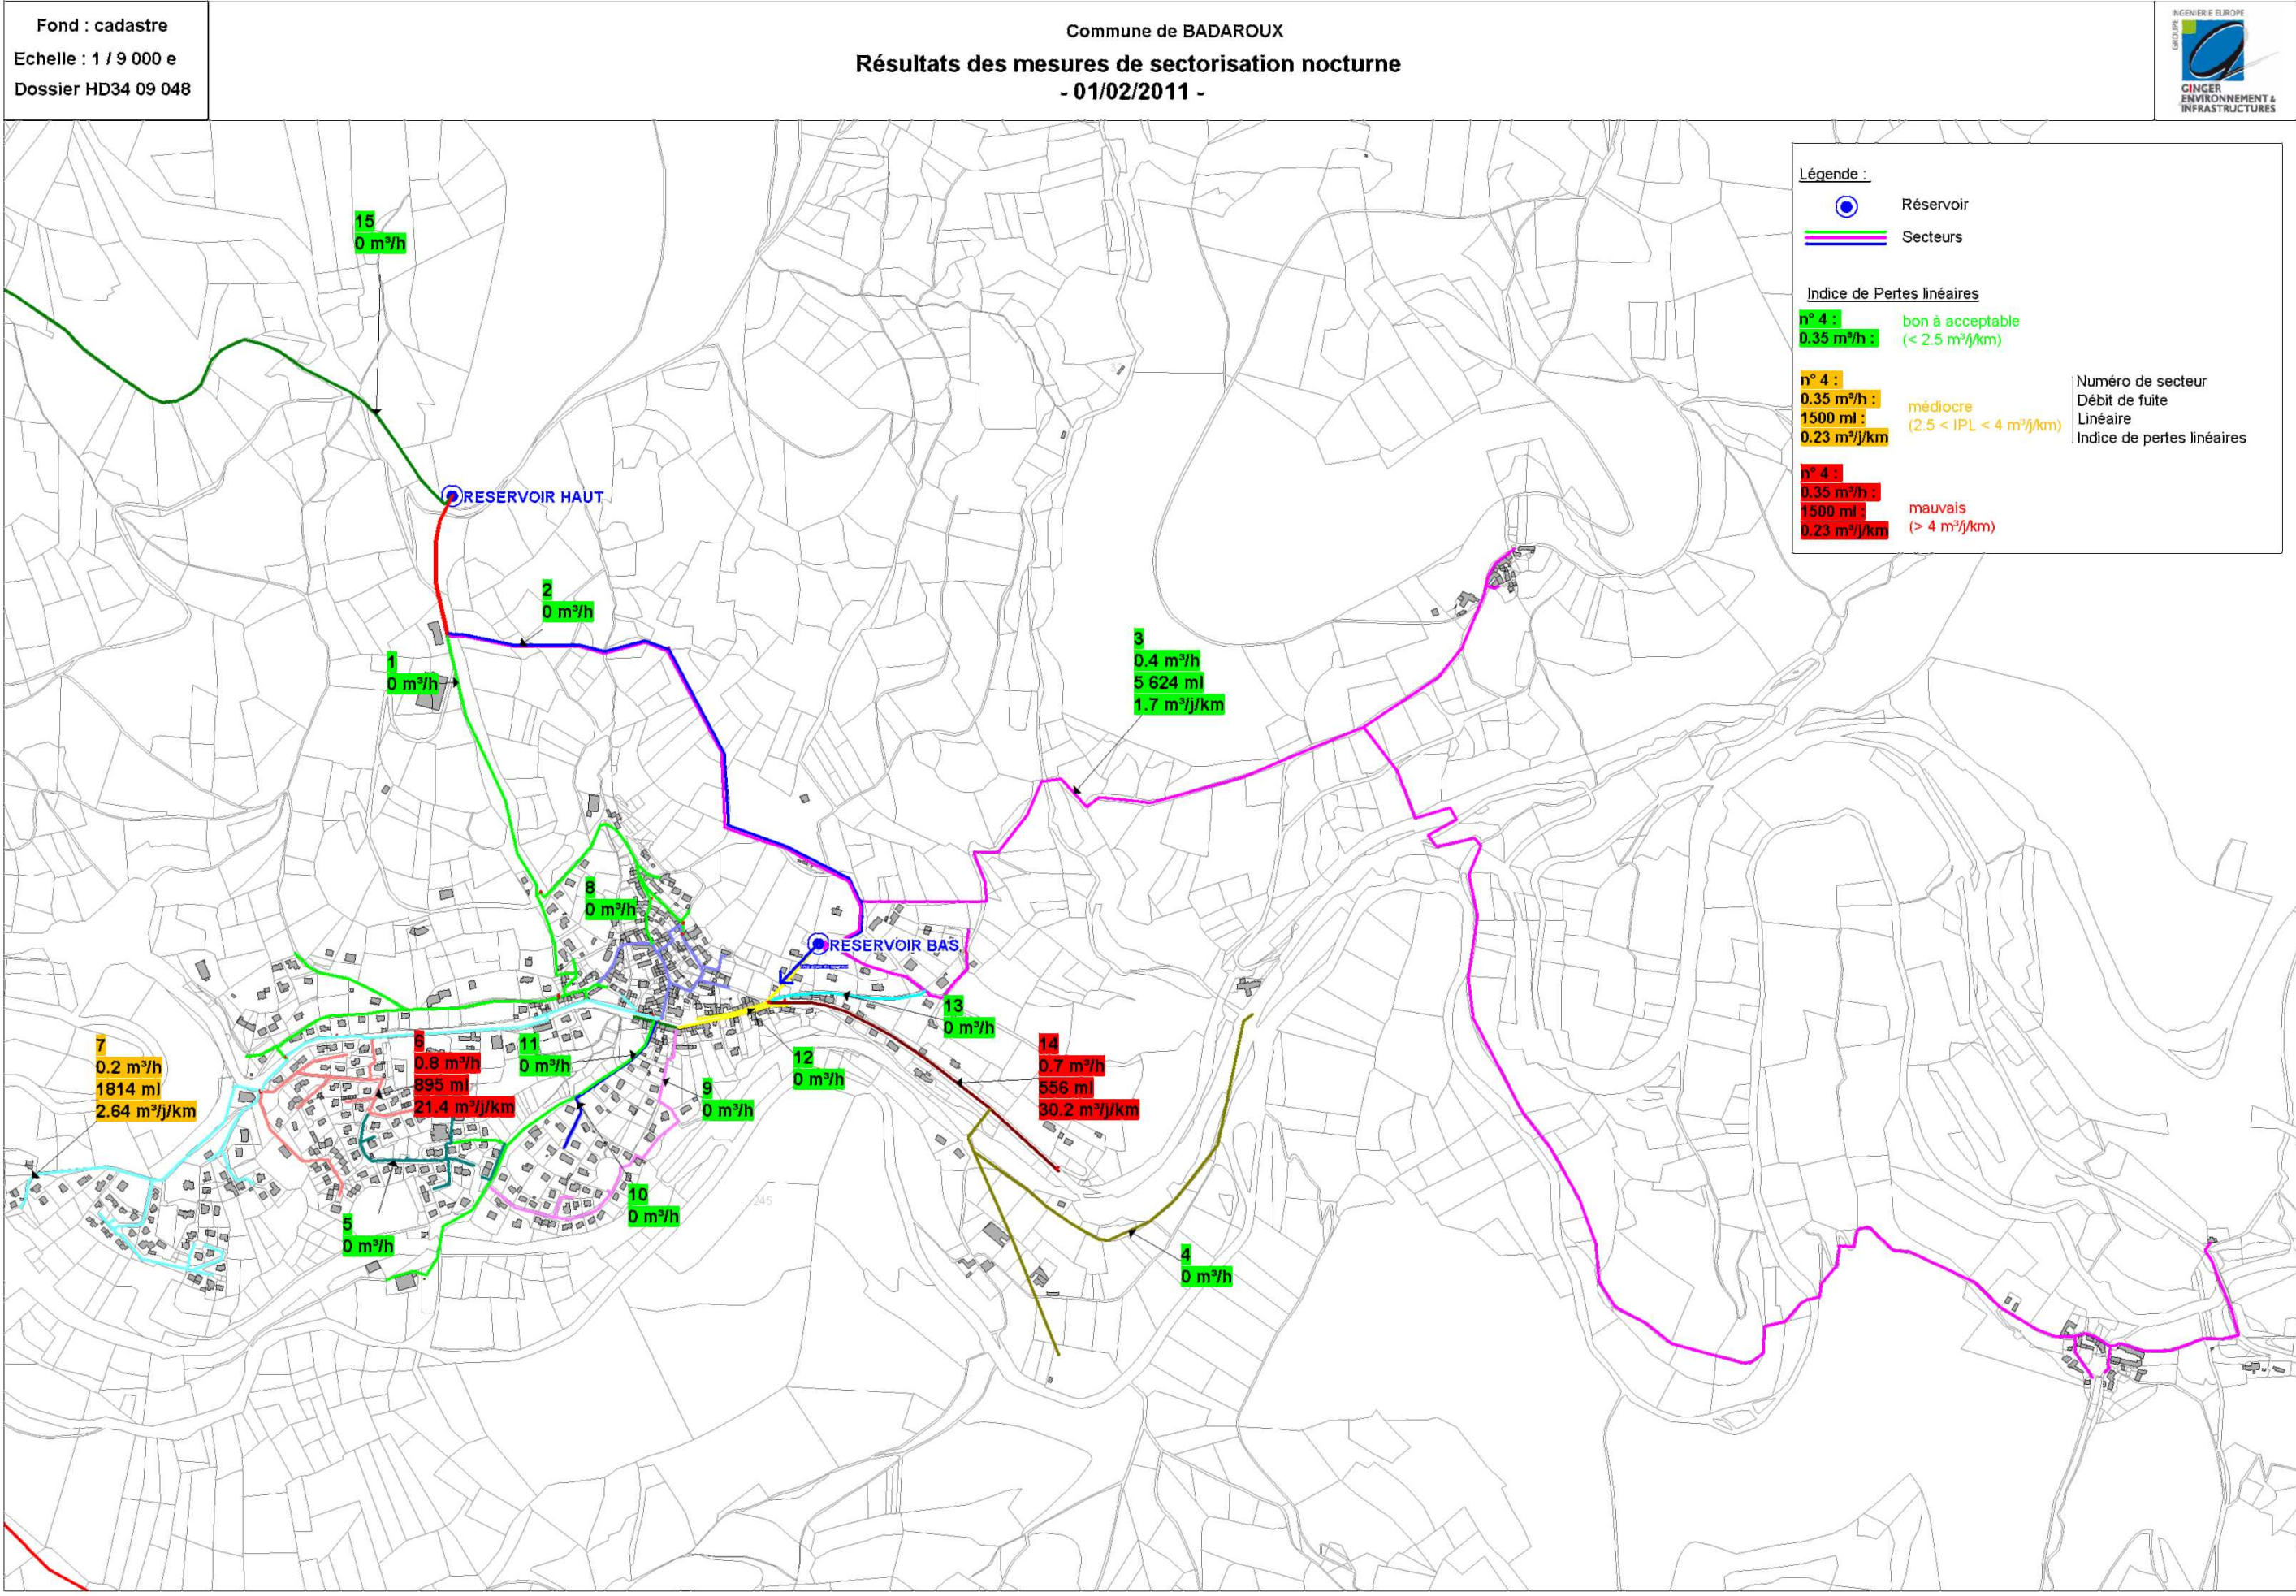 Fond : cadastre
Echelle : 1 / 9 000 e
Dossier HD34 09 048
Commune de BADAROUX
Résultats des mesures de sectorisation nocturne
- 01/02/2011 -
GROUPE
INGENIERIE EUROPE
GINGER
ENVIRONNEMENT &
INFRASTRUCTURES
Légende :
Réservoir
Secteurs
Indice de Pertes linéaires
n° 4 :
0.35 m³/h :
bon à acceptable
(< 2.5 m³/j/km)
n° 4 :
0.35 m³/h :
1500 ml :
0.23 m³/j/km
médiocre
(2.5 < IPL < 4 m³/j/km)
Numéro de secteur
Débit de fuite
Linéaire
Indice de pertes linéaires
n° 4 :
0.35 m³/h :
1500 ml :
0.23 m³/j/km
mauvais
(> 4 m³/j/km)
15
0 m³/h
RESERVOIR HAUT
2
0 m³/h
1
0 m³/h
3
0.4 m³/h
5 624 ml
1.7 m³/j/km
8
0 m³/h
RESERVOIR BAS
13
0 m³/h
7
0.2 m³/h
1814 ml
2.64 m³/j/km
6
0.8 m³/h
895 ml
21.4 m³/j/km
11
0 m³/h
12
0 m³/h
14
0.7 m³/h
556 ml
30.2 m³/j/km
9
0 m³/h
10
0 m³/h
245
5
0 m³/h
4
0 m³/h